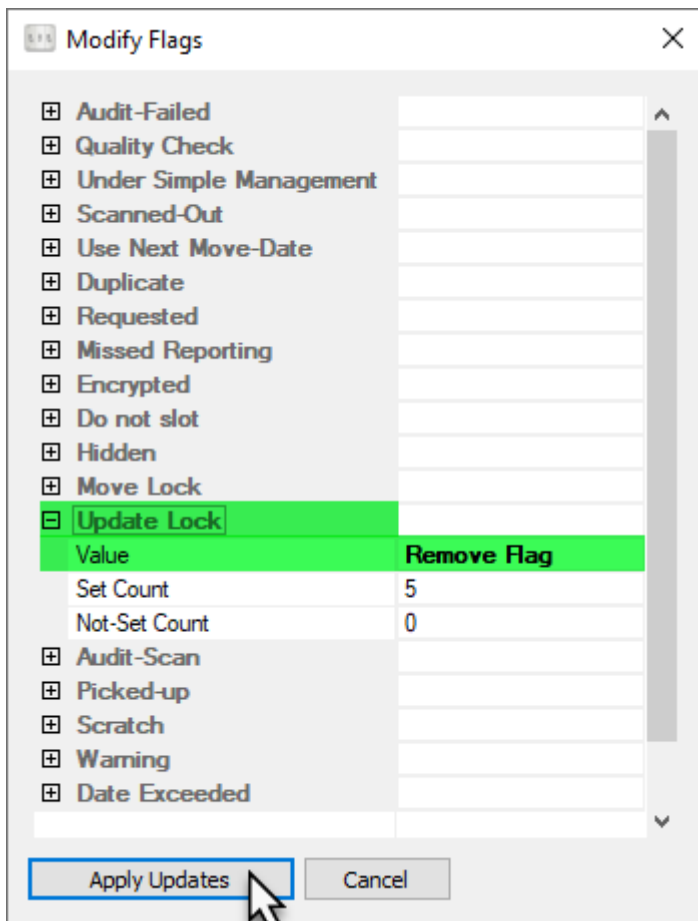 Modify Flags
Audit-Failed
Quality Check
Under Simple Management
Scanned-Out
Use Next Move-Date
Duplicate
Requested
Missed Reporting
Encrypted
Do not slot
Hidden
Move Lock
Update Lock
Value Remove Flag
Set Count 5
Not-Set Count 0
Audit-Scan
Picked-up
Scratch
Warning
Date Exceeded
Apply Updates Cancel